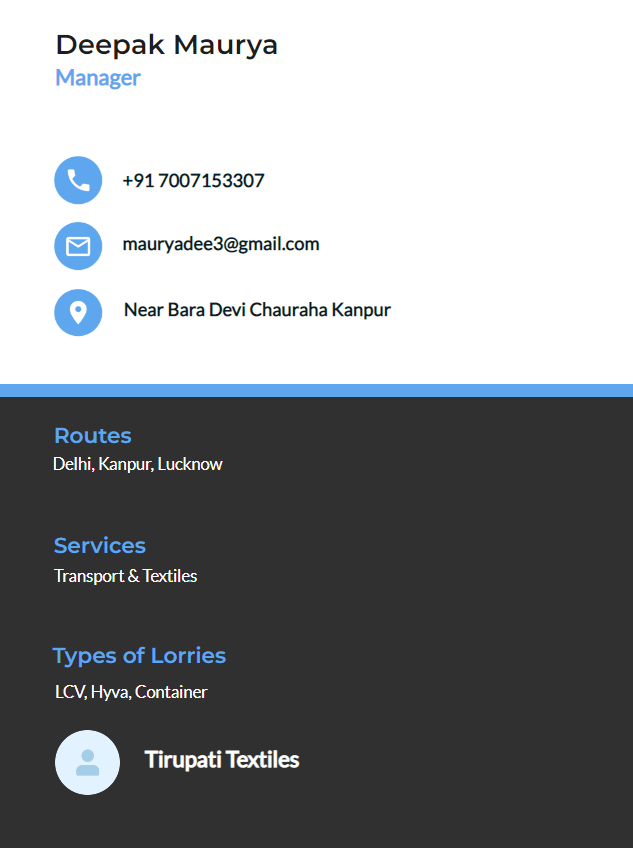 Deepak Maurya
Manager
+91 7007153307
mauryadee3@gmail.com
Near Bara Devi Chauraha Kanpur
Routes
Delhi, Kanpur, Lucknow
Services
Transport & Textiles
Types of Lorries
LCV, Hyva, Container
Tirupati Textiles